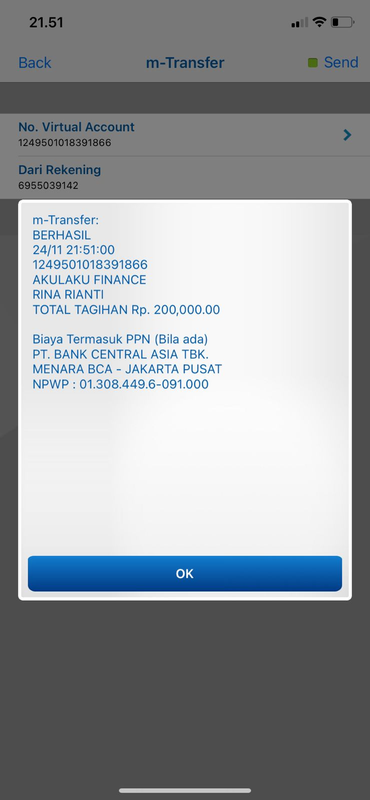 21.51
Back
m-Transfer
Send
No. Virtual Account
1249501018391866
Dari Rekening
6955039142
m-Transfer:
BERHASIL
24/11 21:51:00
1249501018391866
AKULAKU FINANCE
RINA RIANTI
TOTAL TAGIHAN Rp. 200,000.00
Biaya Termasuk PPN (Bila ada)
PT. BANK CENTRAL ASIA TBK.
MENARA BCA - JAKARTA PUSAT
NPWP : 01.308.449.6-091.000
OK